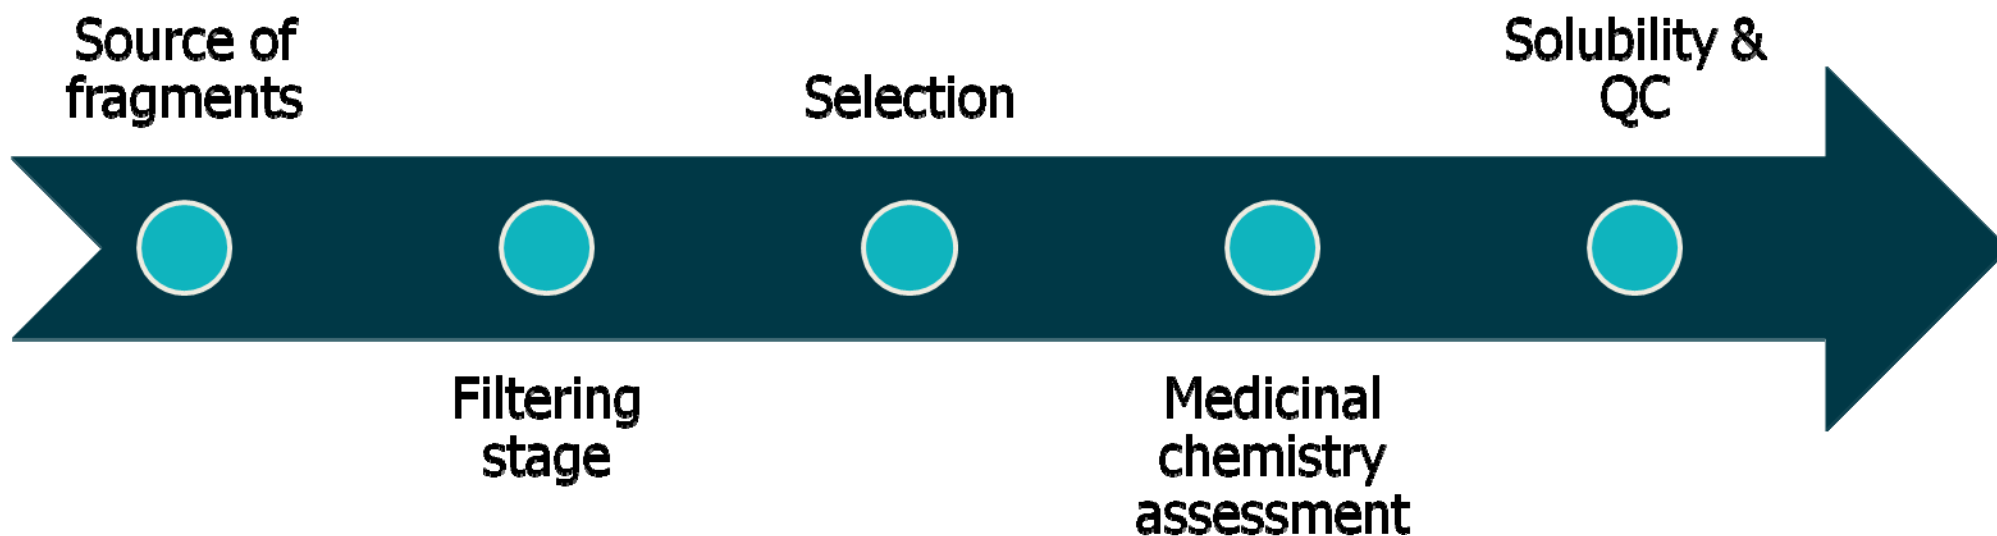 Source of
fragments
Filtering
stage
Selection
Medicinal
chemistry
assessment
Solubility &
QC